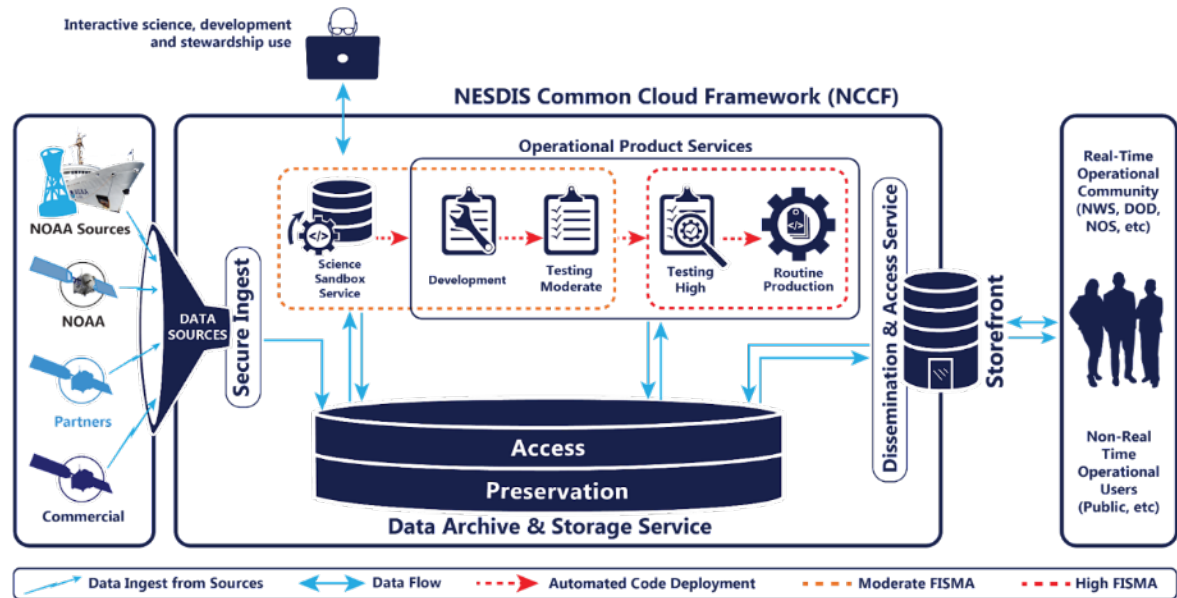 Interactive science, development
and stewardship use
NESDIS Common Cloud Framework (NCCF)
Operational Product Services
NOAA Sources
NOAA
Partners
Commercial
DATA
SOURCES
Secure Ingest
</>
Science
Sandbox
Service
Development
Testing
Moderate
</>
Testing
High
</>
Routine
Production
Access
Preservation
Data Archive & Storage Service
Dissemination & Access Service
Storefront
Real-Time
Operational
Community
(NWS, DOD,
NOS, etc)
Non-Real
Time
Operational
Users
(Public, etc)
Data Ingest from Sources
Data Flow
Automated Code Deployment
Moderate FISMA
High FISMA